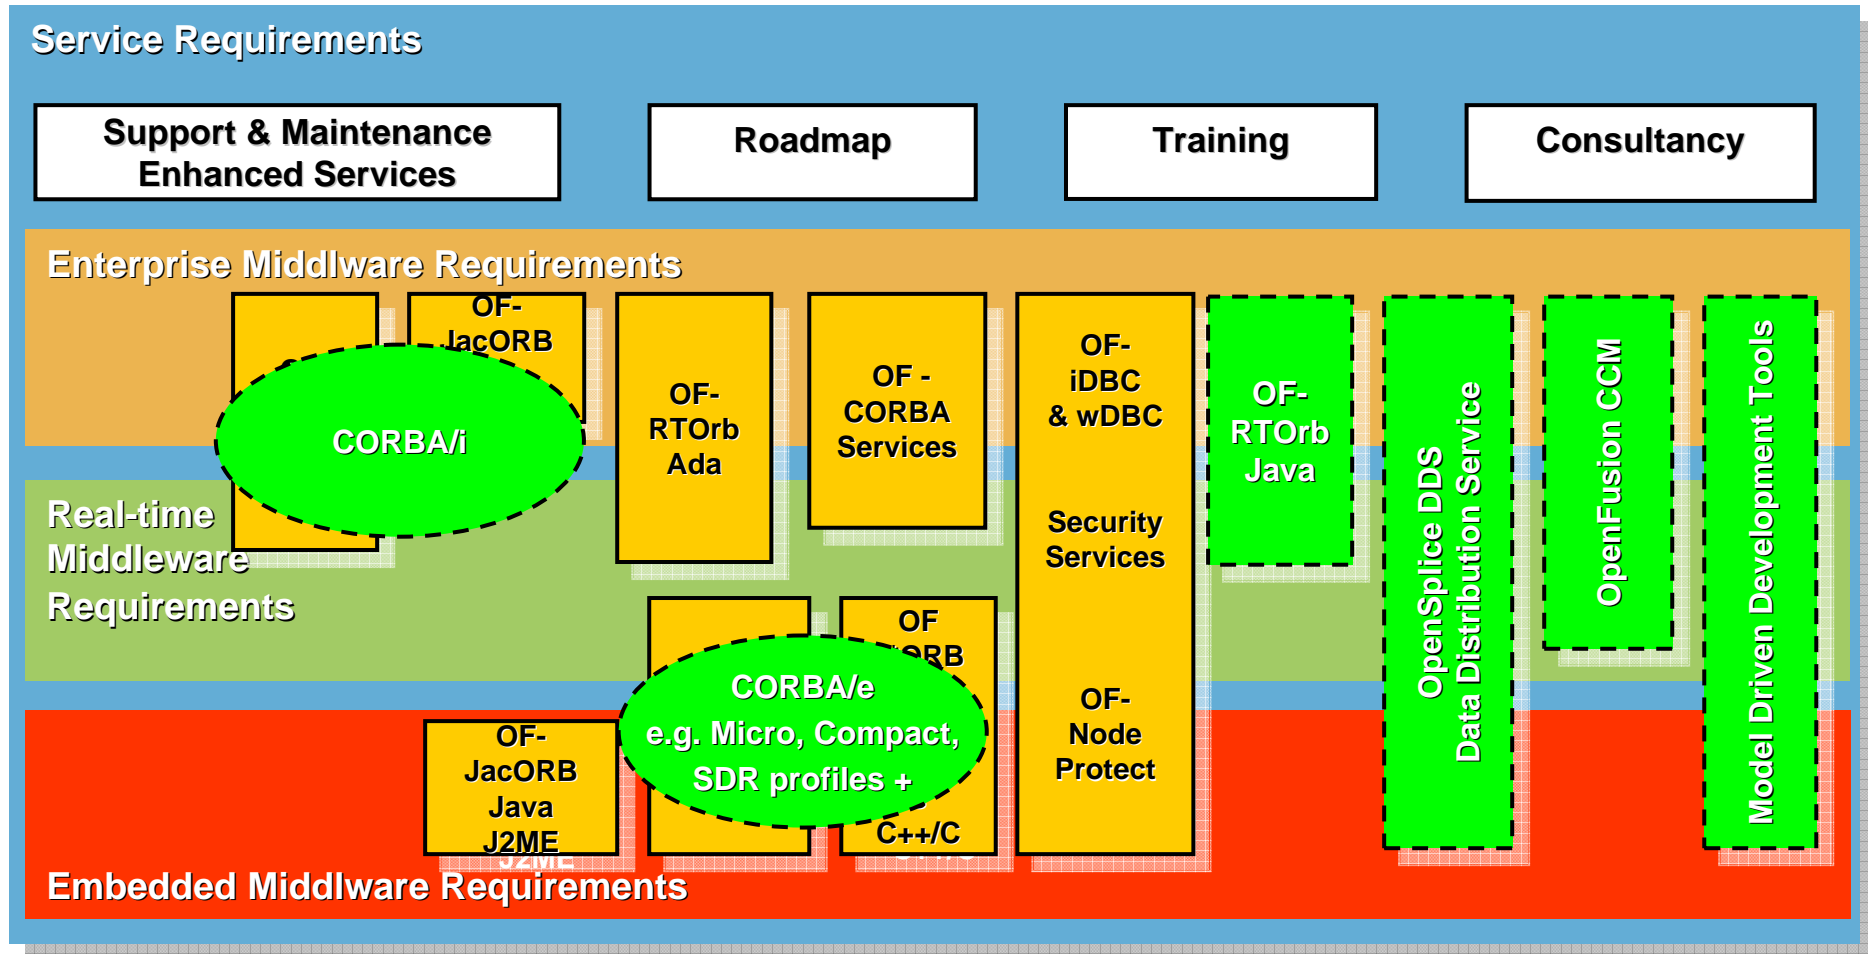 Service Requirements
Support & Maintenance
Enhanced Services
Roadmap
Training
Consultancy
Enterprise Middlware Requirements
OF-
JacORB
CORBA/i
OF-
RTOrb
Ada
OF -
CORBA
Services
OF-
iDBC
& wDBC
Security
Services
OF-
Node
Protect
OF-
RTOrb
Java
OpenSplice DDS
Data Distribution Service
OpenFusion CCM
Model Driven Development Tools
Real-time
Middleware
Requirements
OF
CORBA/e
e.g. Micro, Compact,
SDR profiles +
C++/C
OF-
JacORB
Java
J2ME
Embedded Middlware Requirements